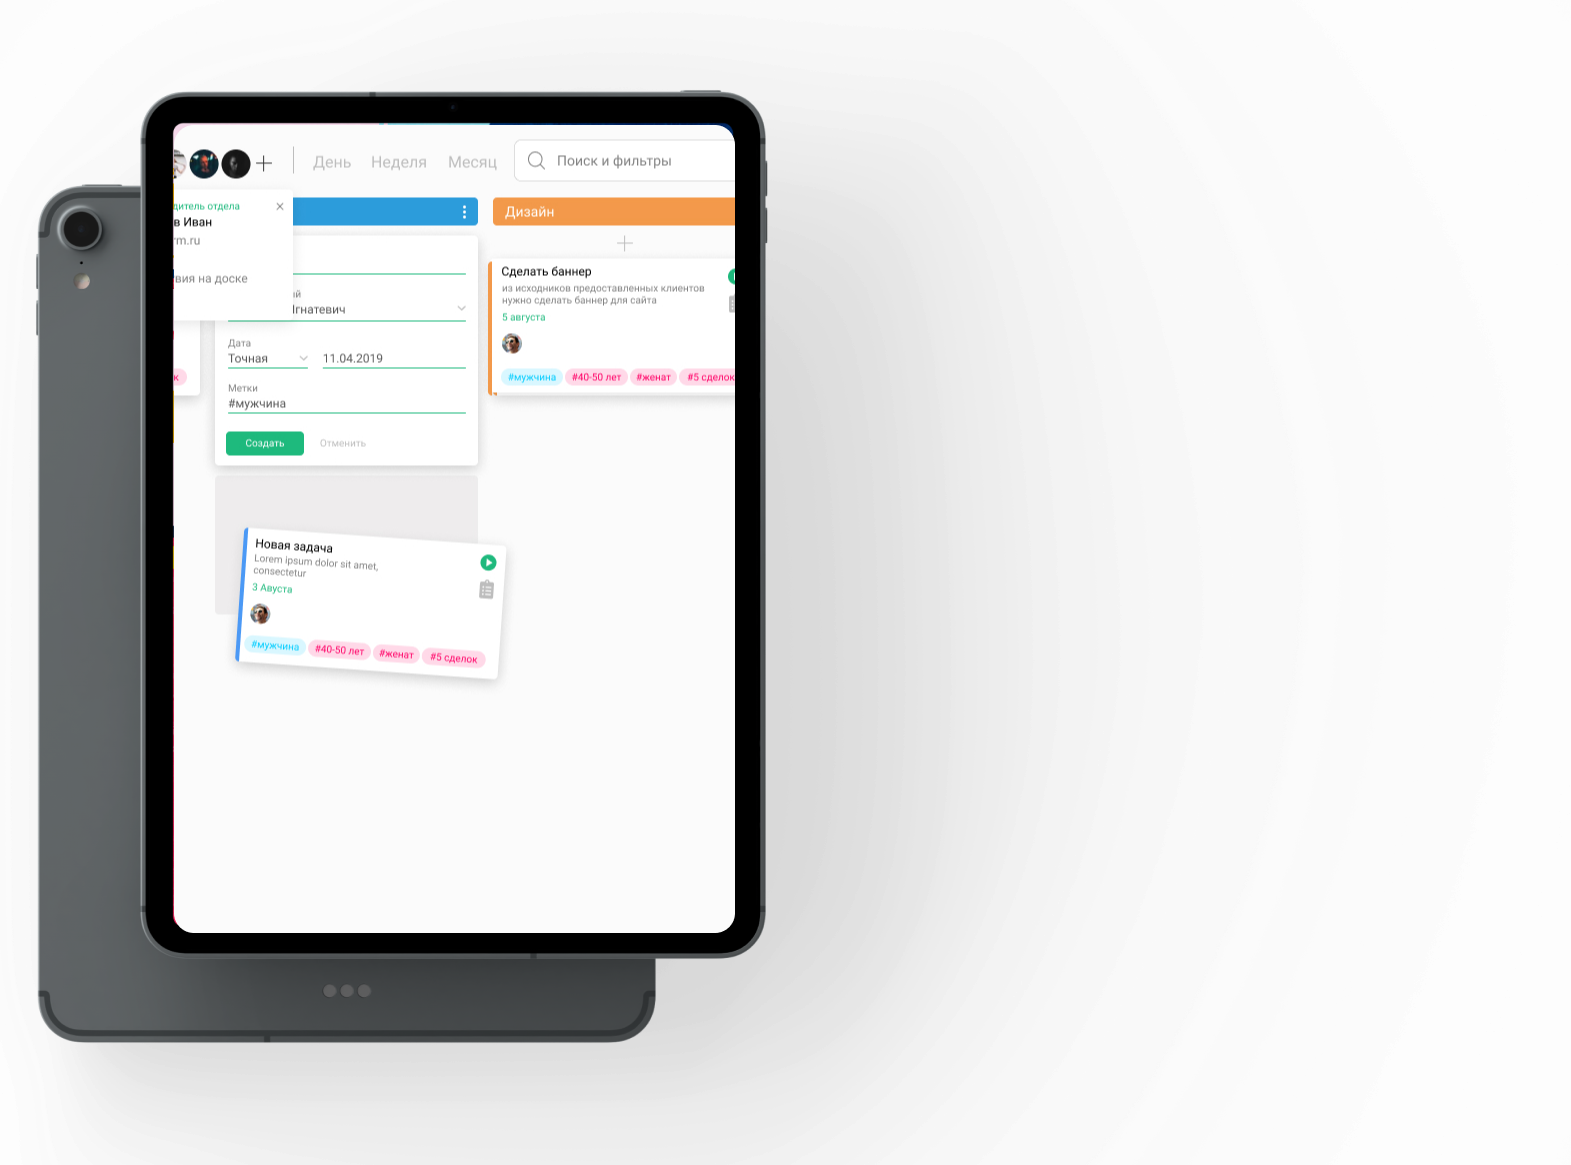 День Неделя Месяц Поиск и фильтры
дитель отдела
в Иван
rm.ru
вия на доске
Дизайн
ий
Ігнатевич
Дата
Точная 11.04.2019
Метки
#мужчина
Создать Отменить
к
Сделать баннер
из исходников предоставленных клиентов
нужно сделать баннер для сайта
5 августа
#мужчина #40-50 лет #женат #5 сделок
Новая задача
Lorem ipsum dolor sit amet,
consectetur
3 Авуста
#мужчина #40-50 лет #женат #5 сделок